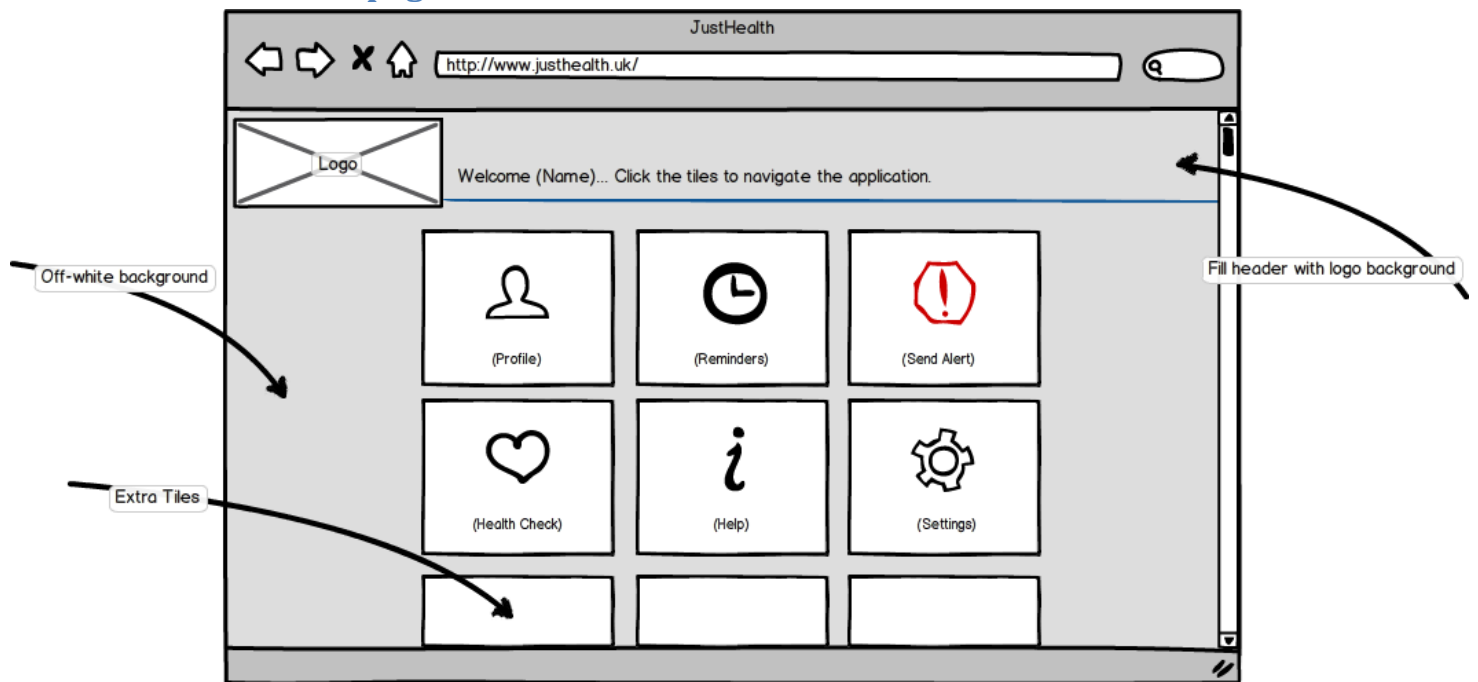 JustHealth
http://www.justhealth.uk/
Logo
Welcome (Name)... Click the tiles to navigate the application.
Off-white background
Fill header with logo background
(Profile)
(Reminders)
(Send Alert)
(Health Check)
(Help)
(Settings)
Extra Tiles